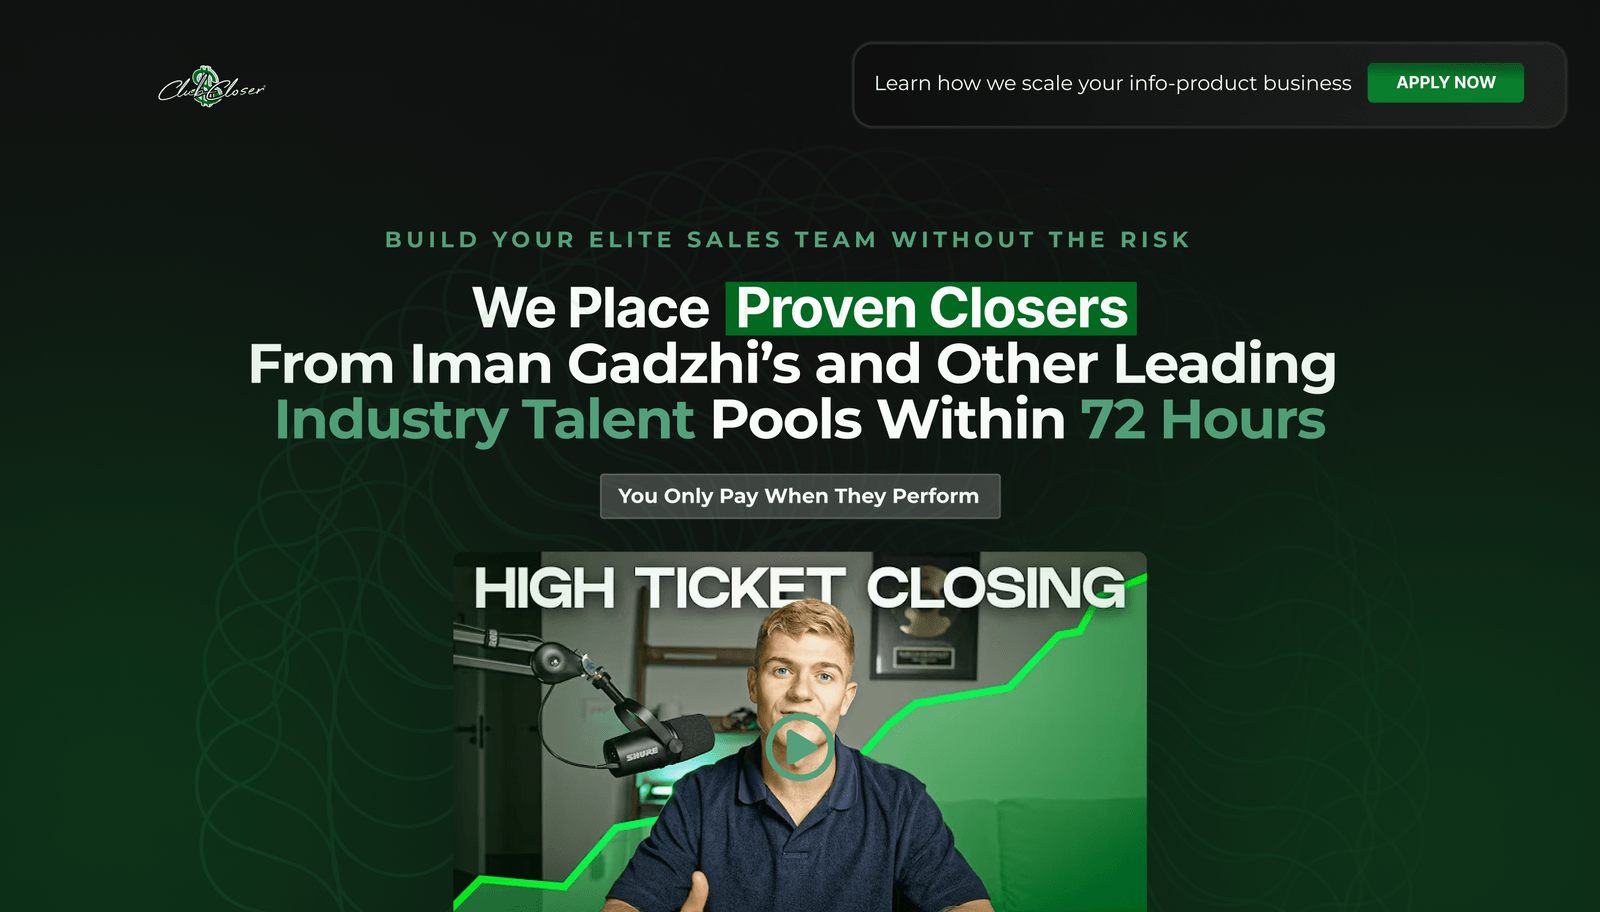 Club Closer
Learn how we scale your info-product business
APPLY NOW
BUILD YOUR ELITE SALES TEAM WITHOUT THE RISK
We Place Proven Closers
From Iman Gadzhi’s and Other Leading
Industry Talent Pools Within 72 Hours
You Only Pay When They Perform
HIGH TICKET CLOSING
SHURE